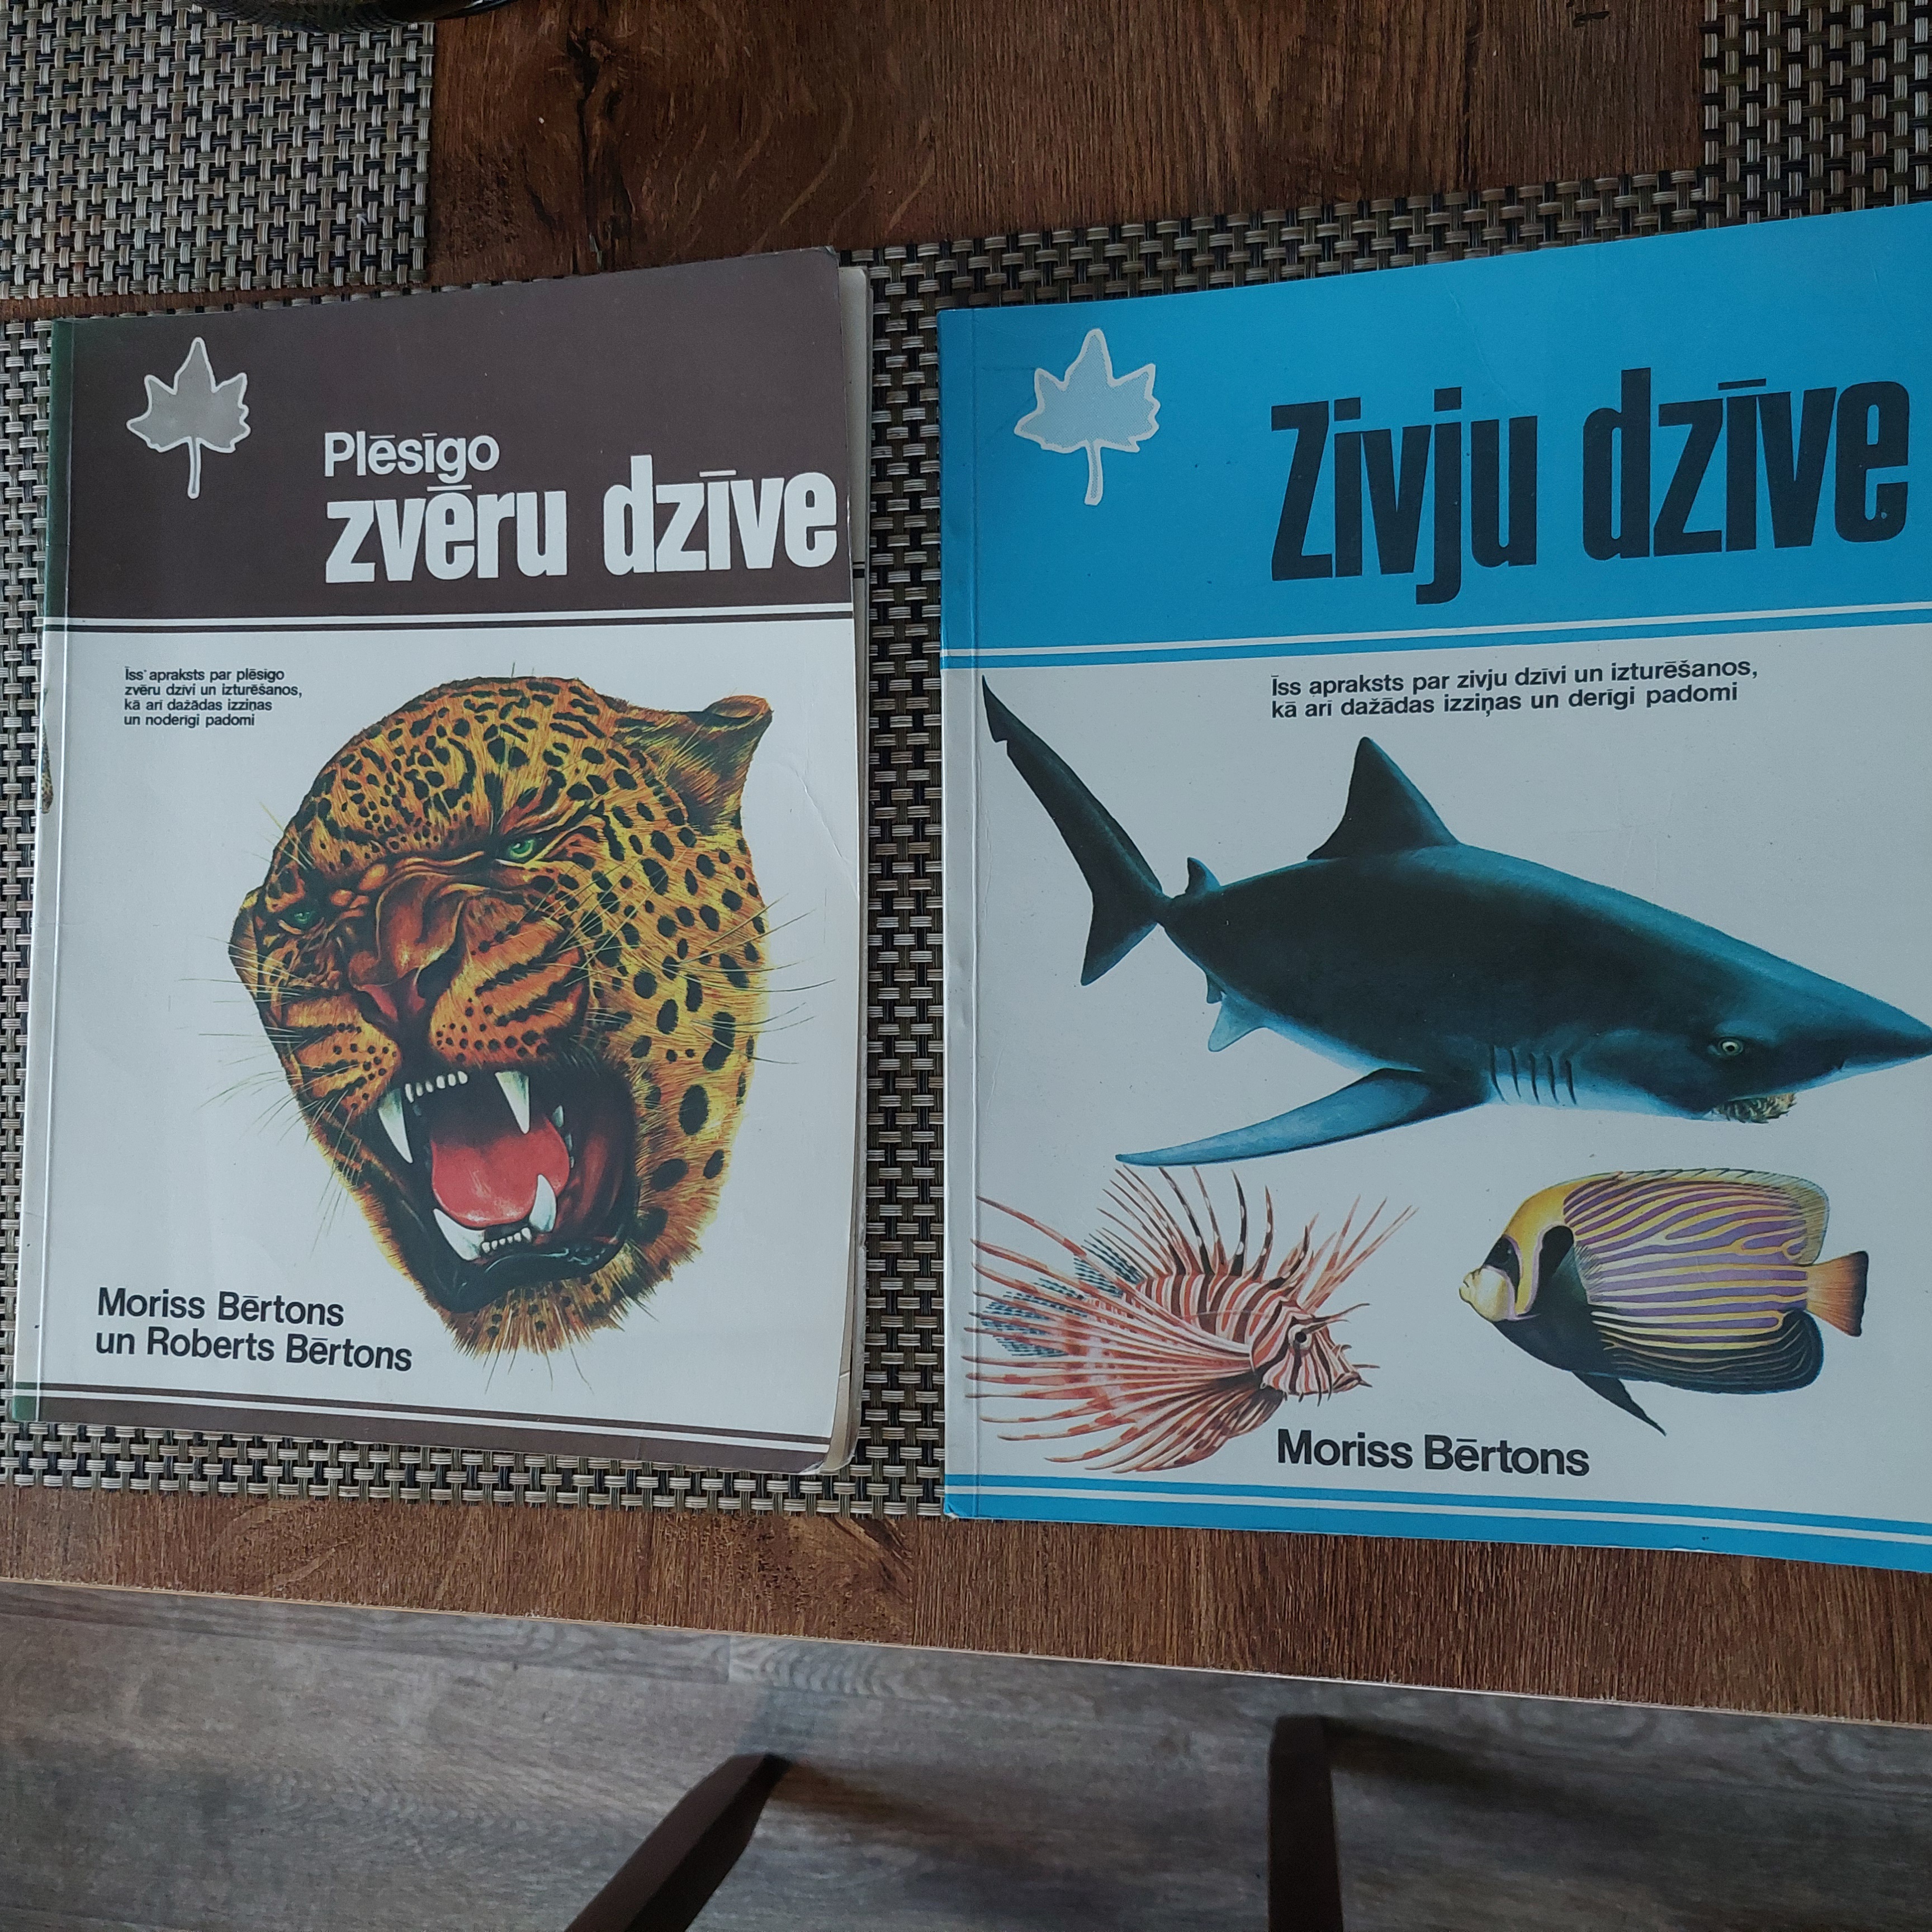 Plēsīgo
zvēru dzīve
Īss apraksts par plēsīgo
zvēru dzīvi un izturēšanos,
kā arī dažādas izziņas
un noderīgi padomi
Moriss Bērtons
un Roberts Bērtons
Zivju dzīve
Īss apraksts par zivju dzīvi un izturēšanos,
kā arī dažādas izziņas un derīgi padomi
Moriss Bērtons